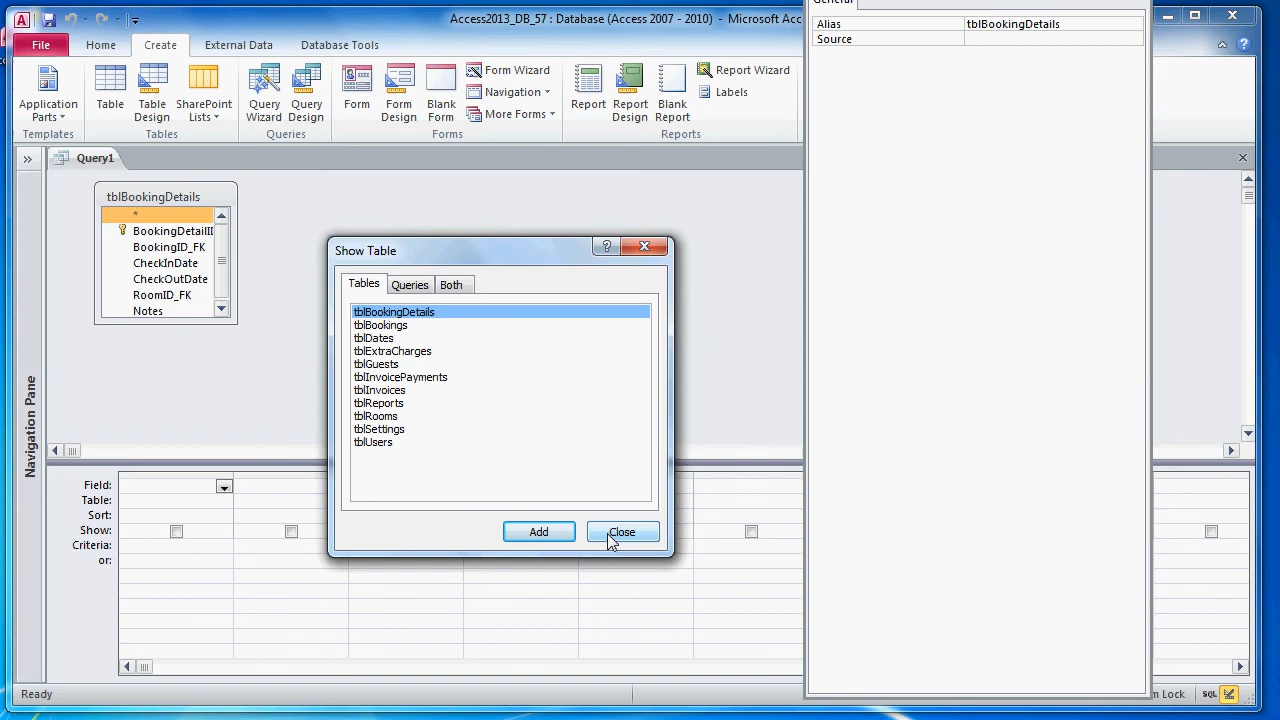 Access2013_DB_57 : Database (Access 2007 - 2010) - Microsoft Acc
General
Alias tblBookingDetails
Source
File Home Create External Data Database Tools
Application Parts
Table
Table Design
SharePoint Lists
Query Wizard
Query Design
Form
Form Design
Blank Form
Form Wizard
Navigation
More Forms
Report
Report Design
Blank Report
Report Wizard
Labels
Templates Tables Queries Forms Reports
Query1
tblBookingDetails
*
BookingDetailI
BookingID_FK
CheckInDate
CheckOutDate
RoomID_FK
Notes
Navigation Pane
Show Table
Tables Queries Both
tblBookingDetails
tblBookings
tblDates
tblExtraCharges
tblGuests
tblInvoicePayments
tblInvoices
tblReports
tblRooms
tblSettings
tblUsers
Add Close
Field:
Table:
Sort:
Show:
Criteria:
or:
Ready
m Lock SQL